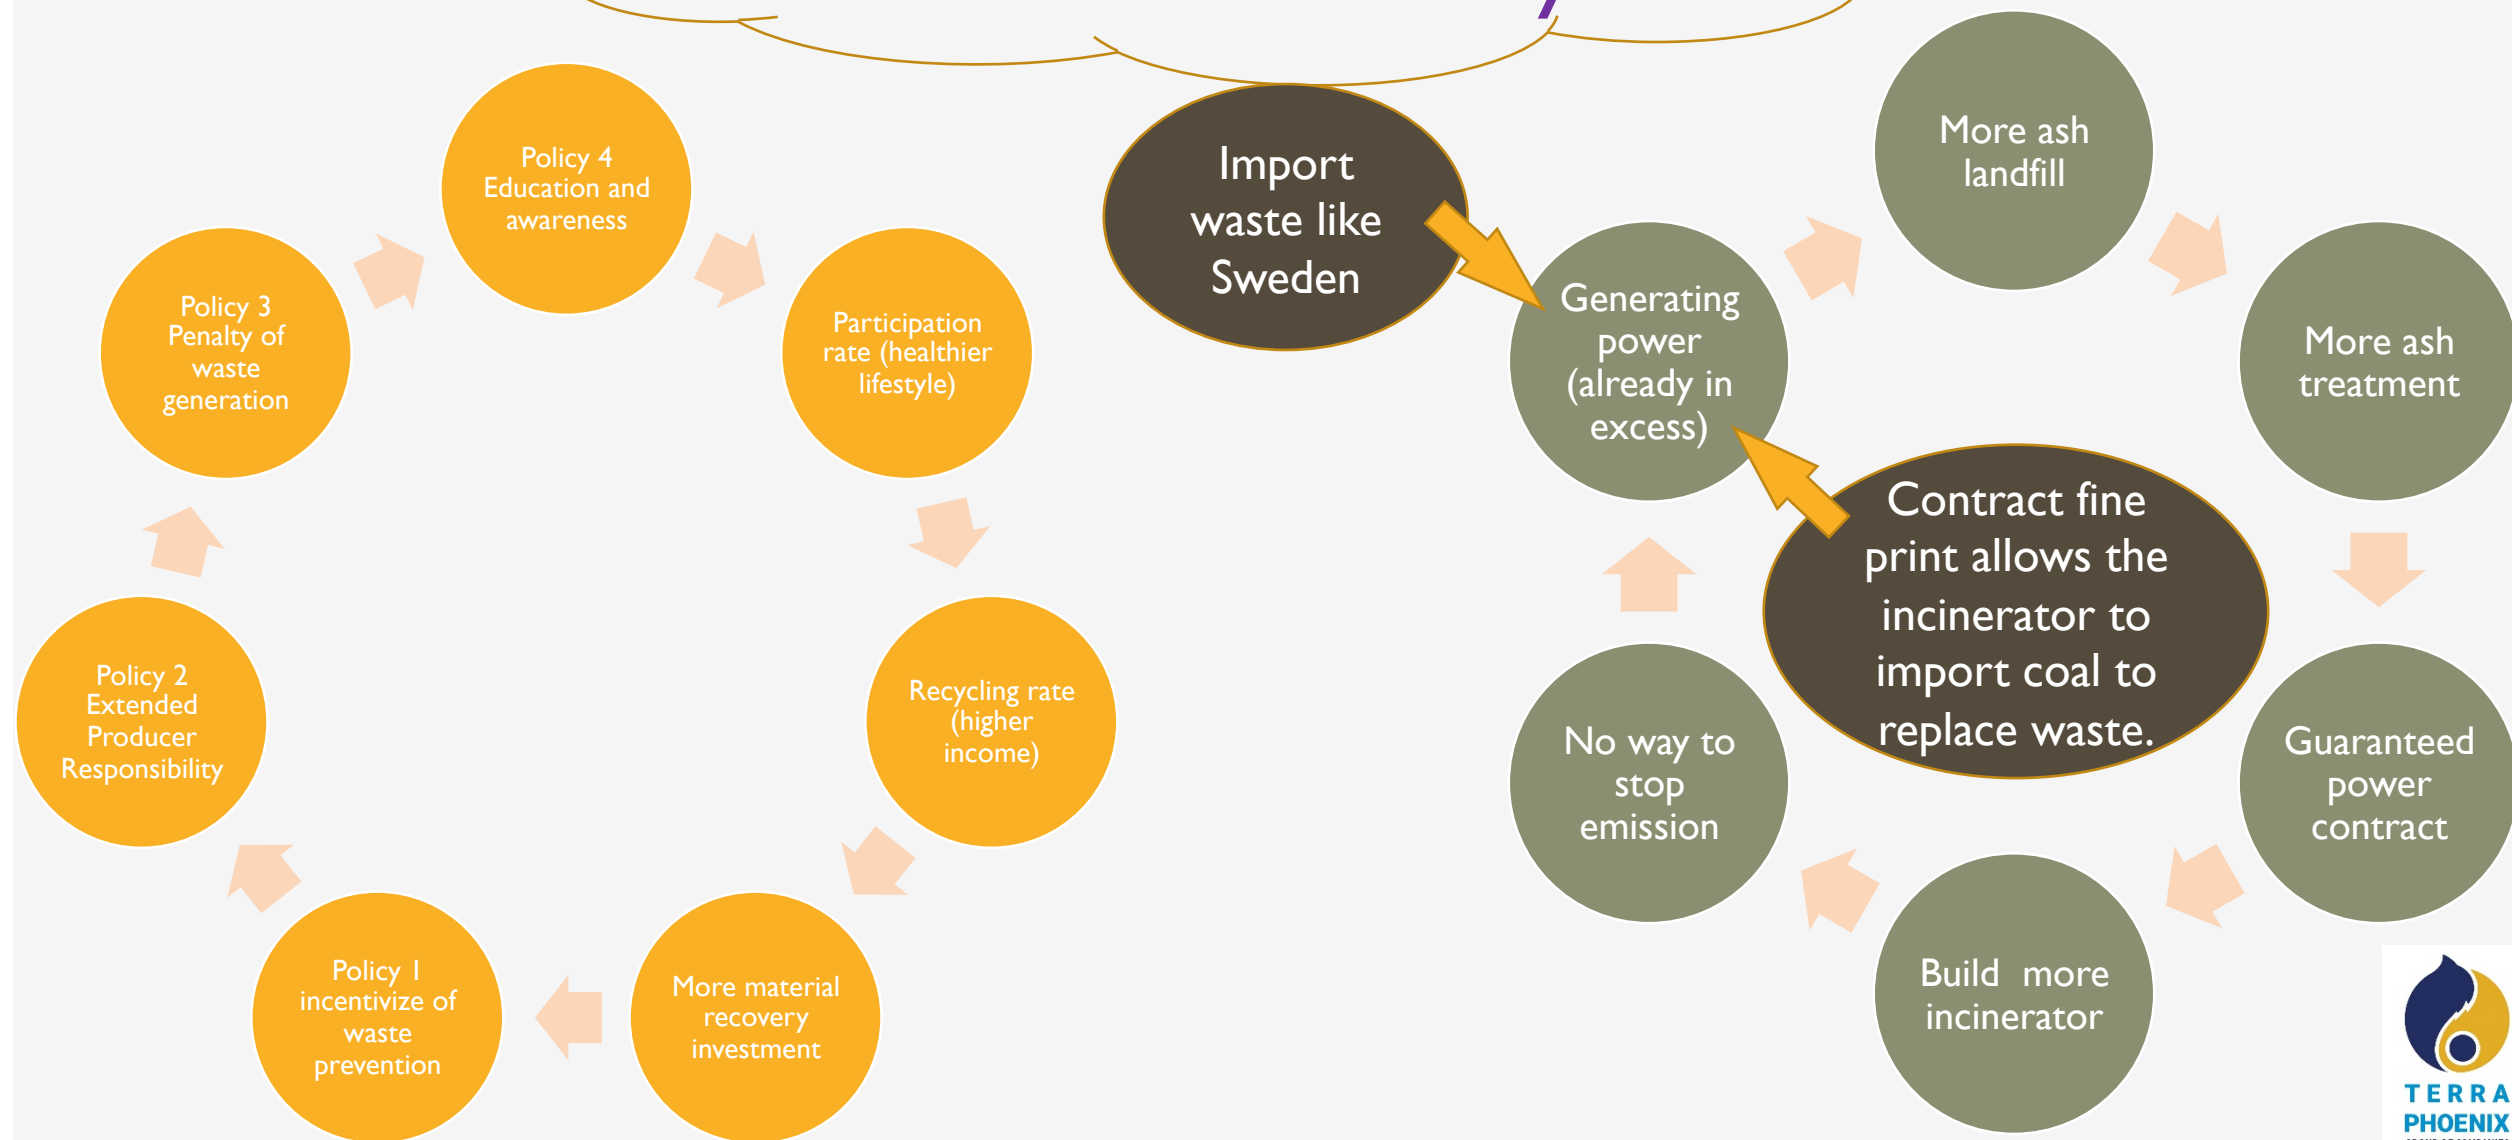 Policy 4
Education and
awareness
Policy 3
Penalty of
waste
generation
Participation
rate (healthier
lifestyle)
Policy 2
Extended
Producer
Responsibility
Recycling rate
(higher
income)
Policy 1
incentivize of
waste
prevention
More material
recovery
investment
Import
waste like
Sweden
Generating
power
(already in
excess)
More ash
landfill
More ash
treatment
Contract fine
print allows the
incinerator to
import coal to
replace waste.
No way to
stop
emission
Guaranteed
power
contract
Build more
incinerator
TERRA
PHOENIX